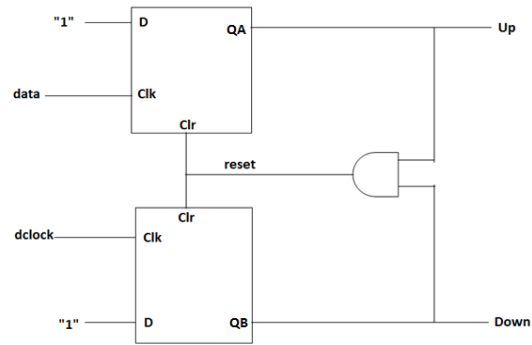 "1" D QA Up
data Clk
Clr
reset
Clr
dclock Clk
"1" D QB Down